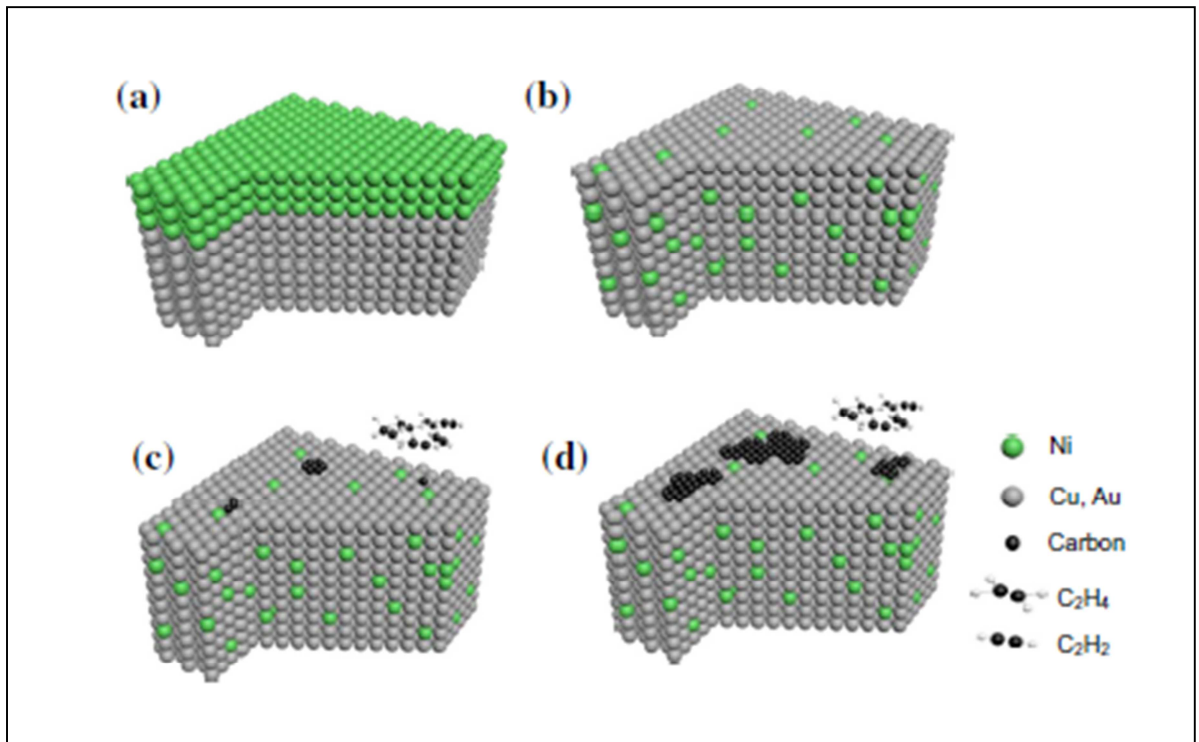 (a)
(b)
(c)
(d)
Ni
Cu, Au
Carbon
C₂H₄
C₂H₂